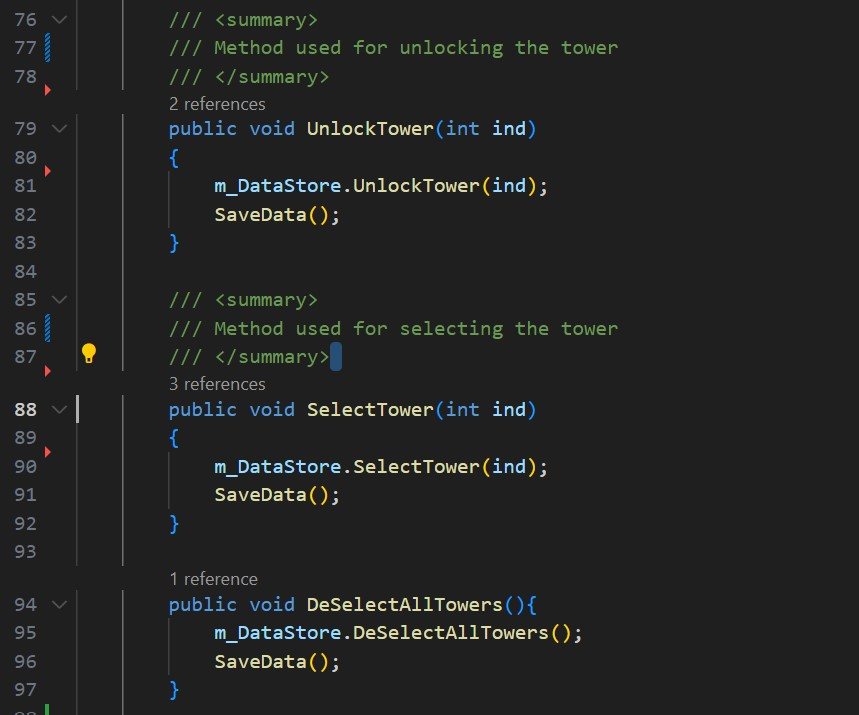 76 /// <summary>
77 /// Method used for unlocking the tower
78 /// </summary>
2 references
79 public void UnlockTower(int ind)
80 {
81 m_DataStore.UnlockTower(ind);
82 SaveData();
83 }
84
85 /// <summary>
86 /// Method used for selecting the tower
87 /// </summary>
3 references
88 public void SelectTower(int ind)
89 {
90 m_DataStore.SelectTower(ind);
91 SaveData();
92 }
93
1 reference
94 public void DeSelectAllTowers(){
95 m_DataStore.DeSelectAllTowers();
96 SaveData();
97 }